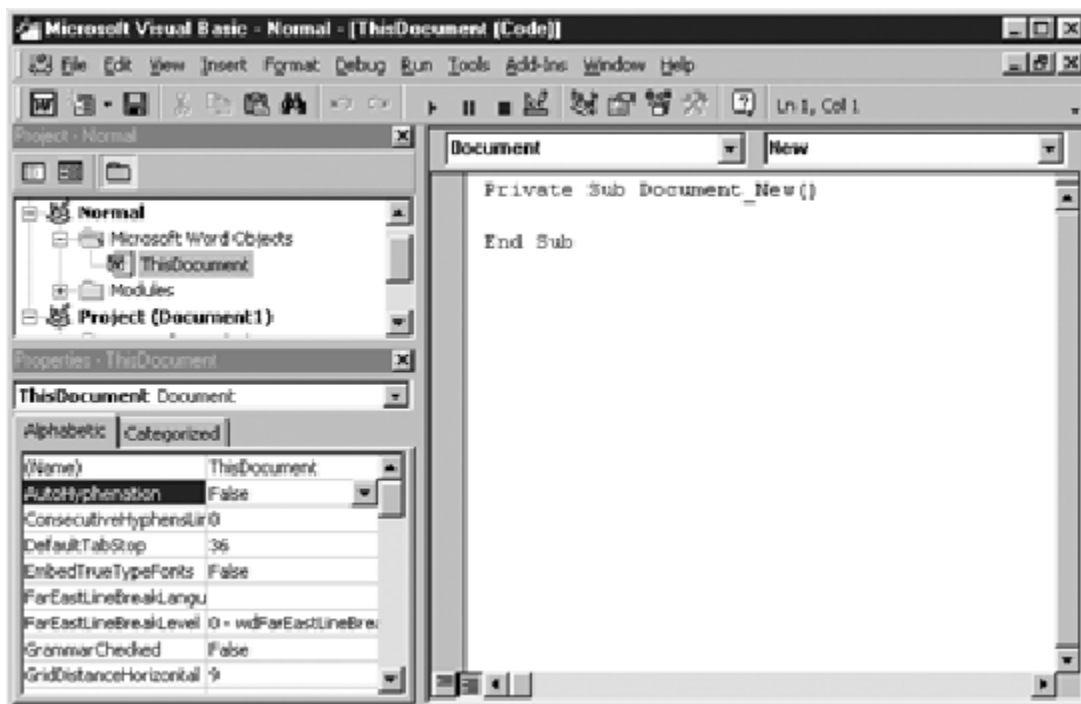 Microsoft Visual Basic - Normal - [ThisDocument (Code)]
File Edit View Insert Format Debug Run Tools Add-Ins Window Help
Ln 1, Col 1
Project - Normal
Normal
Microsoft Word Objects
ThisDocument
Modules
Project (Document1)
Properties - ThisDocument
ThisDocument Document
Alphabetic Categorized
(Name) ThisDocument
AutoHyphenation False
ConsecutiveHyphensLir 0
DefaultTabStop 36
EmbedTrueTypeFonts False
FarEastLineBreakLangu
FarEastLineBreakLevel 0 - wdFarEastLineBrea
GrammarChecked False
GridDistanceHorizontal 9
Document New
Private Sub Document_New()
End Sub